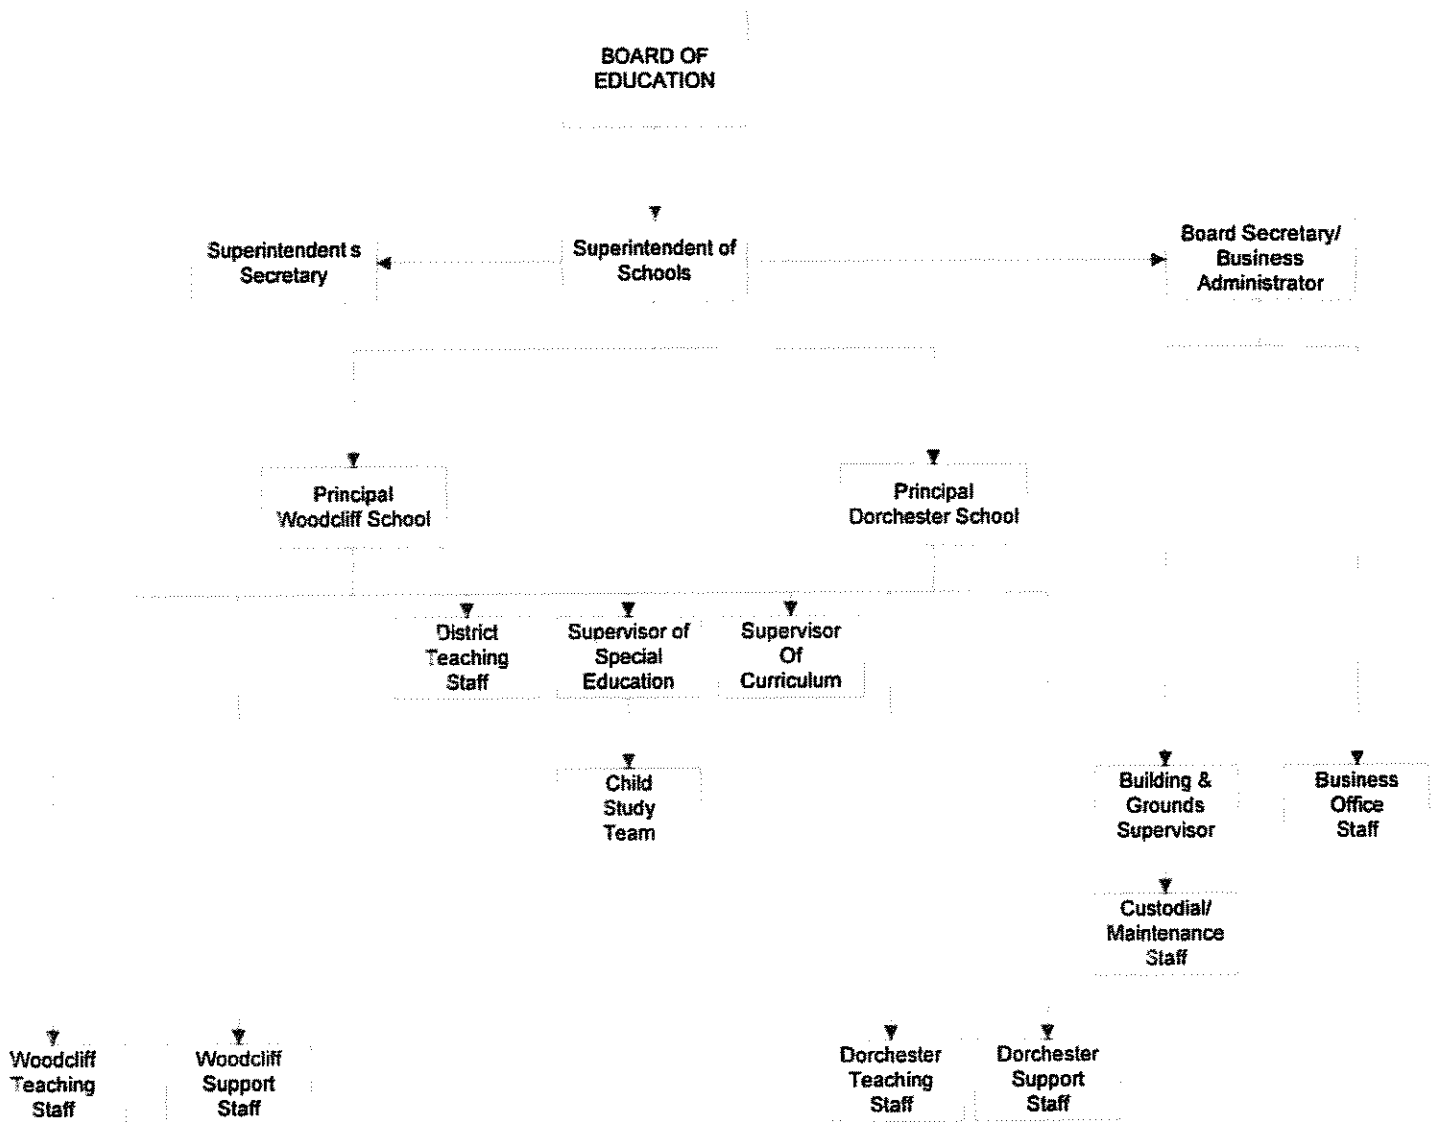 BOARD OF
EDUCATION
Superintendent s
Secretary
Superintendent of
Schools
Board Secretary/
Business
Administrator
Principal
Woodcliff School
Principal
Dorchester School
District
Teaching
Staff
Supervisor of
Special
Education
Supervisor
Of
Curriculum
Child
Study
Team
Building &
Grounds
Supervisor
Business
Office
Staff
Custodial/
Maintenance
Staff
Woodcliff
Teaching
Staff
Woodcliff
Support
Staff
Dorchester
Teaching
Staff
Dorchester
Support
Staff